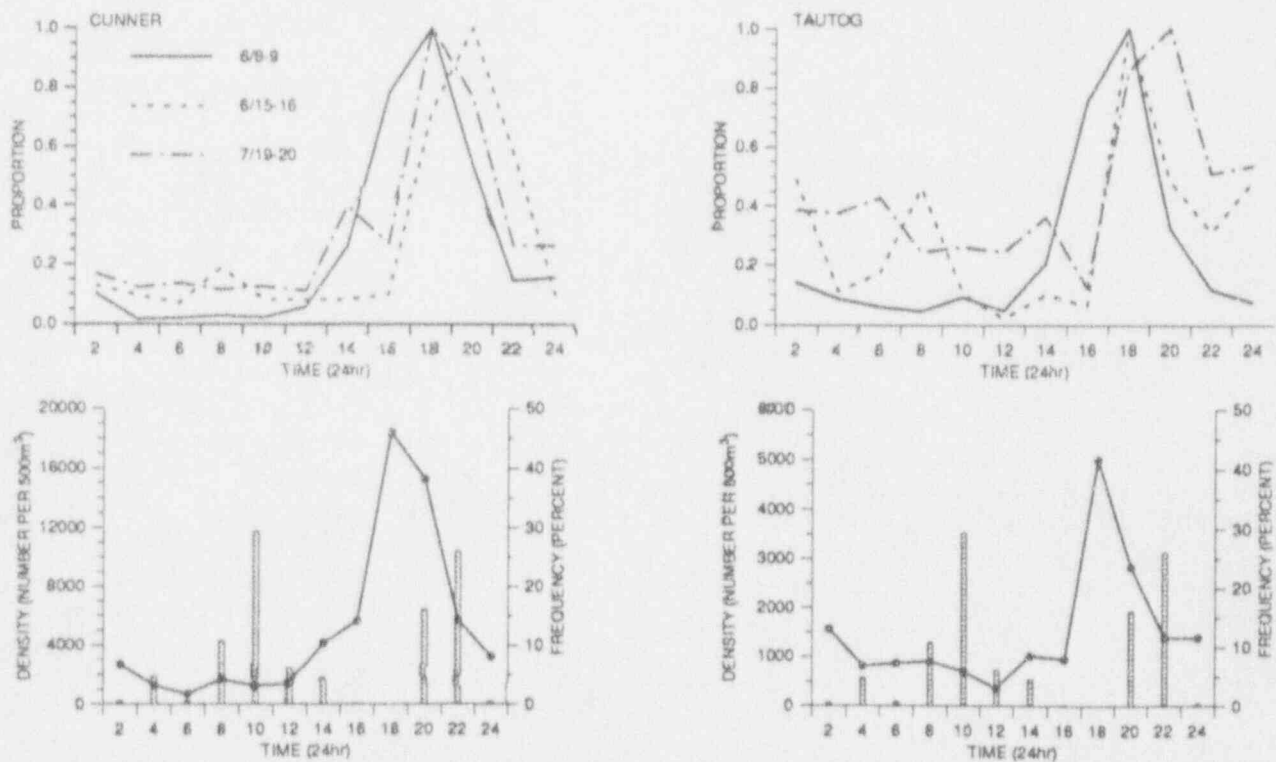 CUNNER
6/8-9
6/15-16
7/19-20
PROPORTION
1.0
0.8
0.6
0.4
0.2
0.0
2 4 6 8 10 12 14 16 18 20 22 24
TIME (24hr)
TAUTOG
PROPORTION
1.0
0.8
0.6
0.4
0.2
0.0
2 4 6 8 10 12 14 16 18 20 22 24
TIME (24hr)
DENSITY (NUMBER PER 500m³)
20000
16000
12000
8000
4000
0
50
40
30
20
10
0
FREQUENCY (PERCENT)
2 4 6 8 10 12 14 16 18 20 22 24
TIME (24hr)
DENSITY (NUMBER PER 500m³)
5000
4000
3000
2000
1000
0
50
40
30
20
10
0
FREQUENCY (PERCENT)
2 4 6 8 10 12 14 16 18 20 22 24
TIME (24hr)